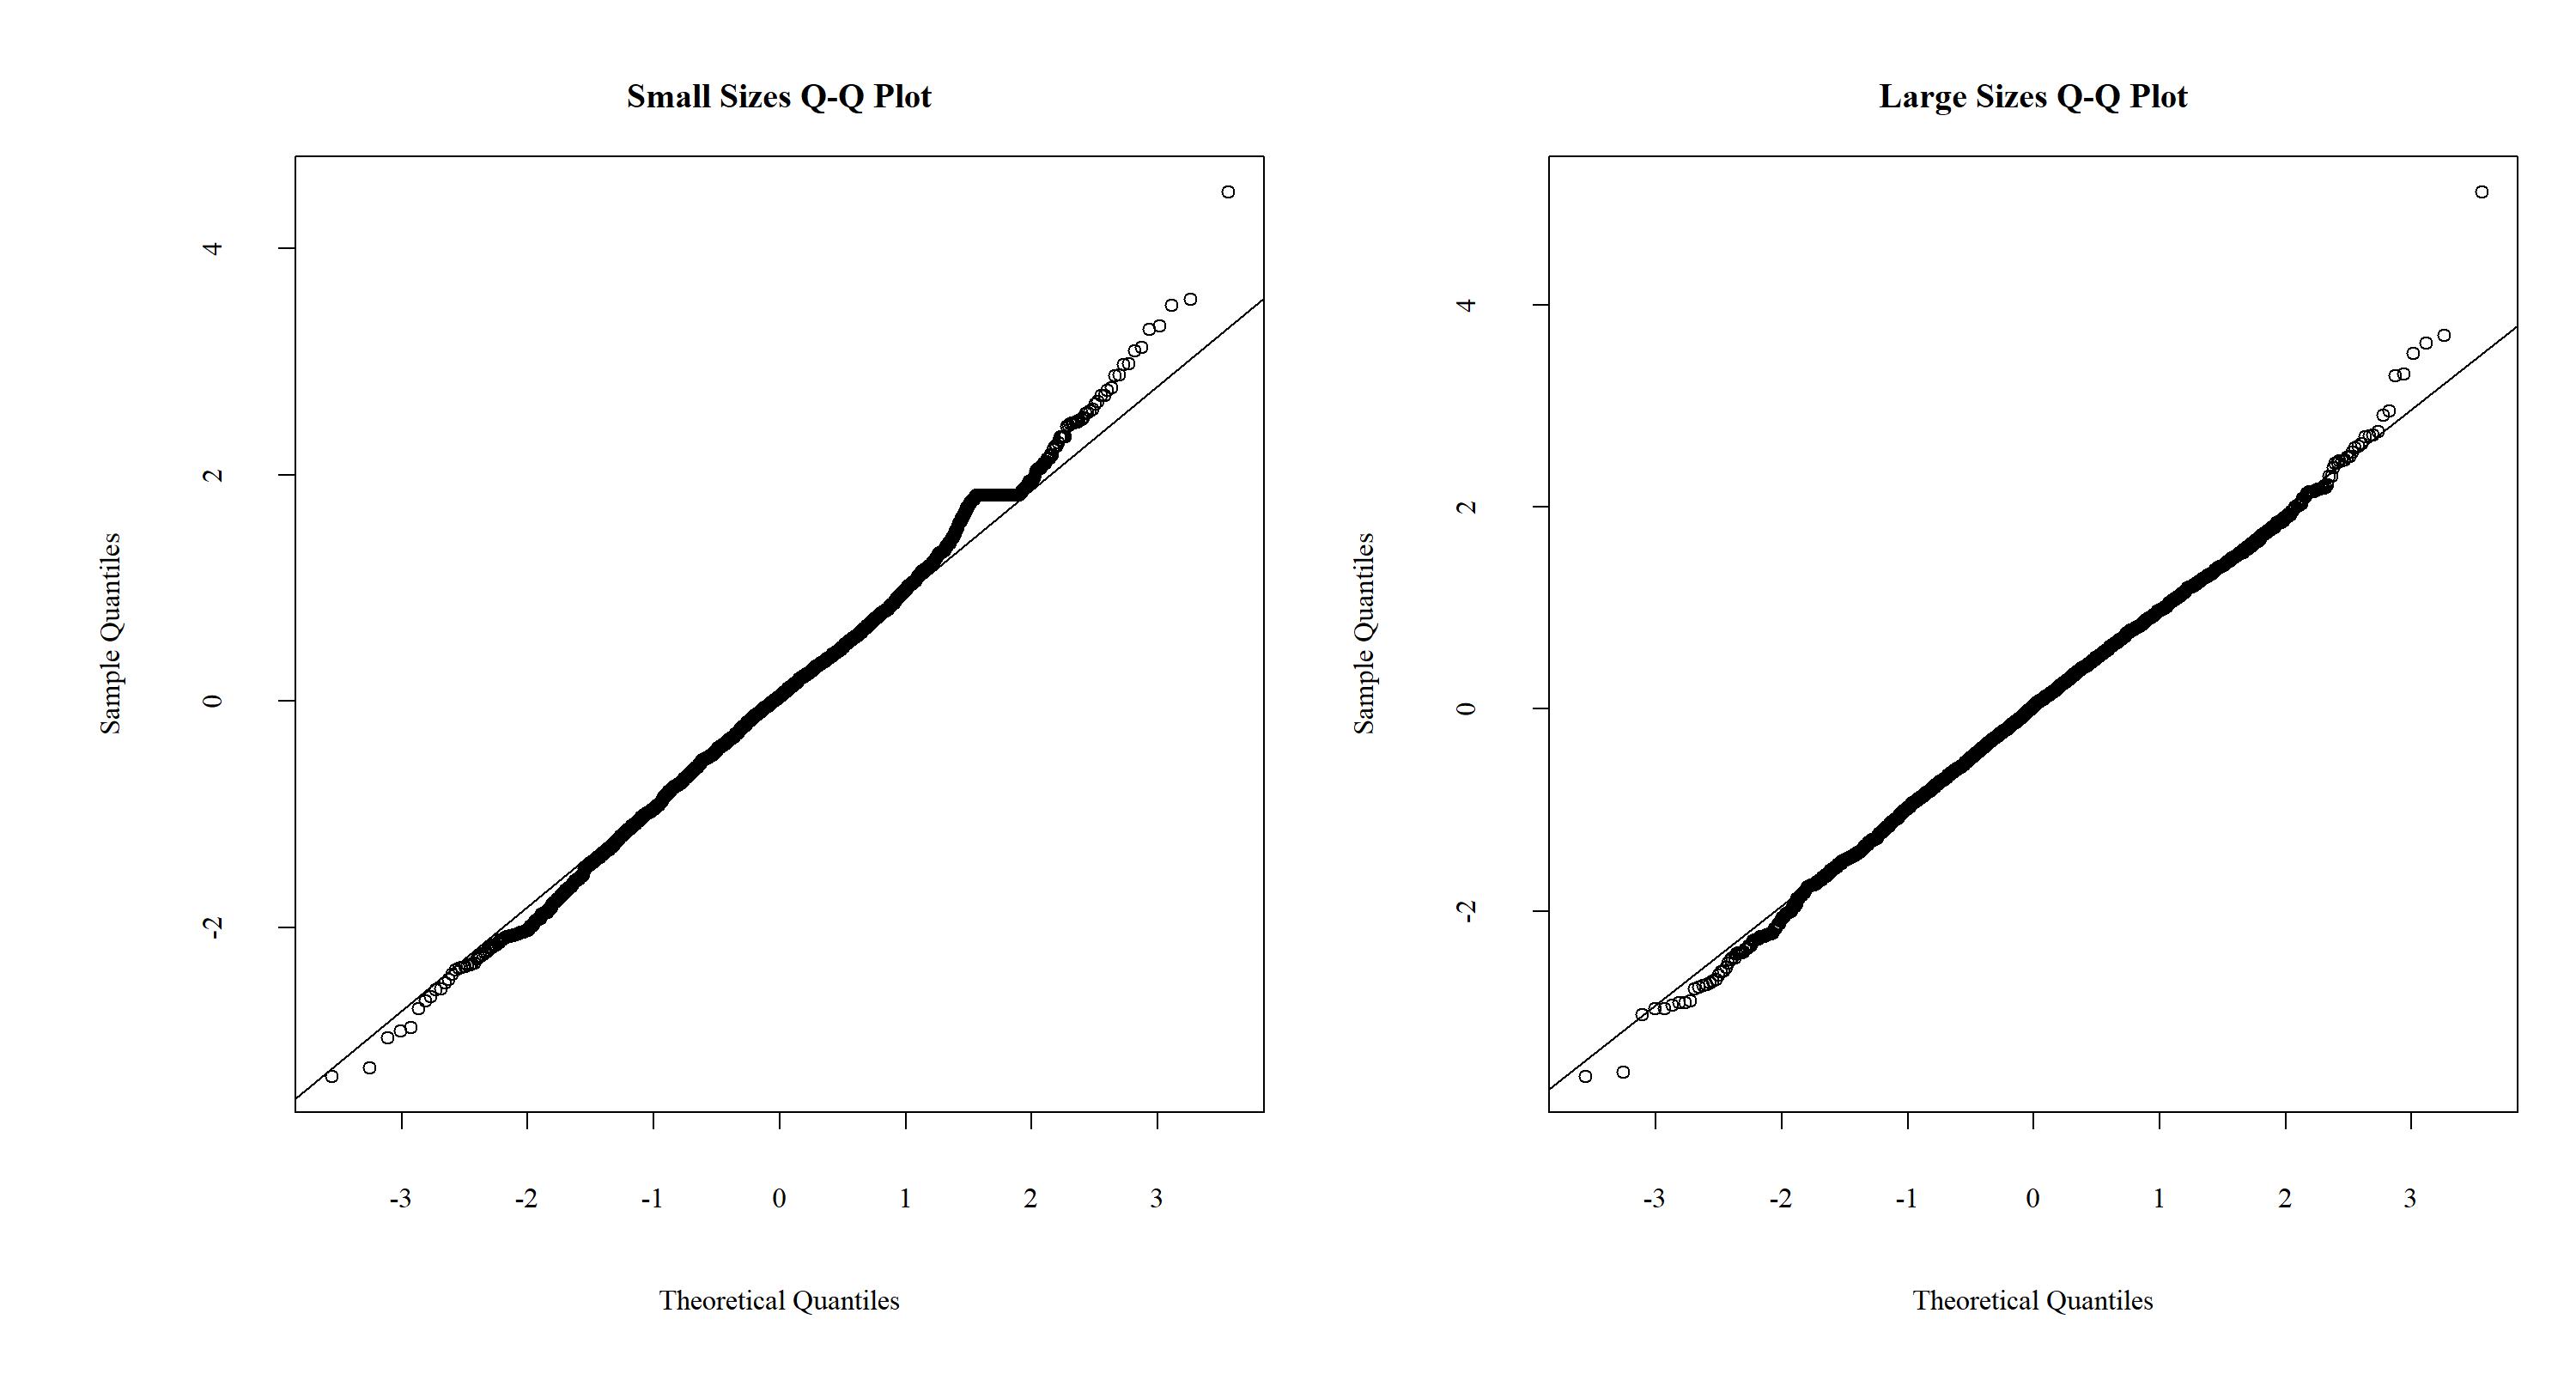 Small Sizes Q-Q Plot
4
2
0
-2
Sample Quantiles
-3 -2 -1 0 1 2 3
Theoretical Quantiles
Large Sizes Q-Q Plot
4
2
0
-2
Sample Quantiles
-3 -2 -1 0 1 2 3
Theoretical Quantiles